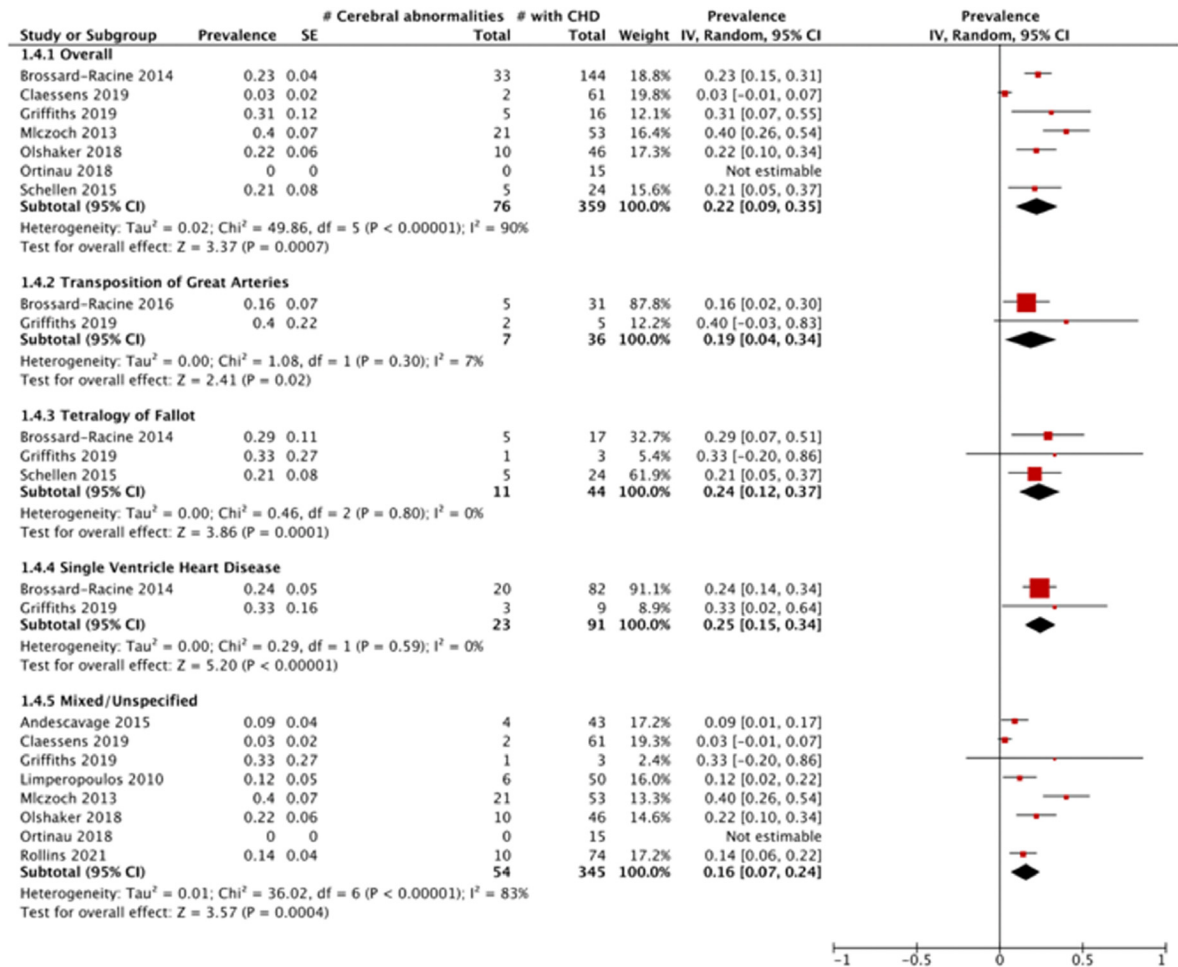 # Cerebral abnormalities # with CHD Prevalence Prevalence
Study or Subgroup Prevalence SE Total Total Weight IV, Random, 95% CI IV, Random, 95% CI
1.4.1 Overall
Brossard-Racine 2014 0.23 0.04 33 144 18.8% 0.23 [0.15, 0.31]
Claessens 2019 0.03 0.02 2 61 19.8% 0.03 [-0.01, 0.07]
Griffiths 2019 0.31 0.12 5 16 12.1% 0.31 [0.07, 0.55]
Mlczoch 2013 0.4 0.07 21 53 16.4% 0.40 [0.26, 0.54]
Olshaker 2018 0.22 0.06 10 46 17.3% 0.22 [0.10, 0.34]
Ortinau 2018 0 0 0 15 Not estimable
Schellen 2015 0.21 0.08 5 24 15.6% 0.21 [0.05, 0.37]
Subtotal (95% CI) 76 359 100.0% 0.22 [0.09, 0.35]
Heterogeneity: Tau² = 0.02; Chi² = 49.86, df = 5 (P < 0.00001); I² = 90%
Test for overall effect: Z = 3.37 (P = 0.0007)
1.4.2 Transposition of Great Arteries
Brossard-Racine 2016 0.16 0.07 5 31 87.8% 0.16 [0.02, 0.30]
Griffiths 2019 0.4 0.22 2 5 12.2% 0.40 [-0.03, 0.83]
Subtotal (95% CI) 7 36 100.0% 0.19 [0.04, 0.34]
Heterogeneity: Tau² = 0.00; Chi² = 1.08, df = 1 (P = 0.30); I² = 7%
Test for overall effect: Z = 2.41 (P = 0.02)
1.4.3 Tetralogy of Fallot
Brossard-Racine 2014 0.29 0.11 5 17 32.7% 0.29 [0.07, 0.51]
Griffiths 2019 0.33 0.27 1 3 5.4% 0.33 [-0.20, 0.86]
Schellen 2015 0.21 0.08 5 24 61.9% 0.21 [0.05, 0.37]
Subtotal (95% CI) 11 44 100.0% 0.24 [0.12, 0.37]
Heterogeneity: Tau² = 0.00; Chi² = 0.46, df = 2 (P = 0.80); I² = 0%
Test for overall effect: Z = 3.86 (P = 0.0001)
1.4.4 Single Ventricle Heart Disease
Brossard-Racine 2014 0.24 0.05 20 82 91.1% 0.24 [0.14, 0.34]
Griffiths 2019 0.33 0.16 3 9 8.9% 0.33 [0.02, 0.64]
Subtotal (95% CI) 23 91 100.0% 0.25 [0.15, 0.34]
Heterogeneity: Tau² = 0.00; Chi² = 0.29, df = 1 (P = 0.59); I² = 0%
Test for overall effect: Z = 5.20 (P < 0.00001)
1.4.5 Mixed/Unspecified
Andescavage 2015 0.09 0.04 4 43 17.2% 0.09 [0.01, 0.17]
Claessens 2019 0.03 0.02 2 61 19.3% 0.03 [-0.01, 0.07]
Griffiths 2019 0.33 0.27 1 3 2.4% 0.33 [-0.20, 0.86]
Limperopoulos 2010 0.12 0.05 6 50 16.0% 0.12 [0.02, 0.22]
Mlczoch 2013 0.4 0.07 21 53 13.3% 0.40 [0.26, 0.54]
Olshaker 2018 0.22 0.06 10 46 14.6% 0.22 [0.10, 0.34]
Ortinau 2018 0 0 0 15 Not estimable
Rollins 2021 0.14 0.04 10 74 17.2% 0.14 [0.06, 0.22]
Subtotal (95% CI) 54 345 100.0% 0.16 [0.07, 0.24]
Heterogeneity: Tau² = 0.01; Chi² = 36.02, df = 6 (P < 0.00001); I² = 83%
Test for overall effect: Z = 3.57 (P = 0.0004)
-1 -0.5 0 0.5 1